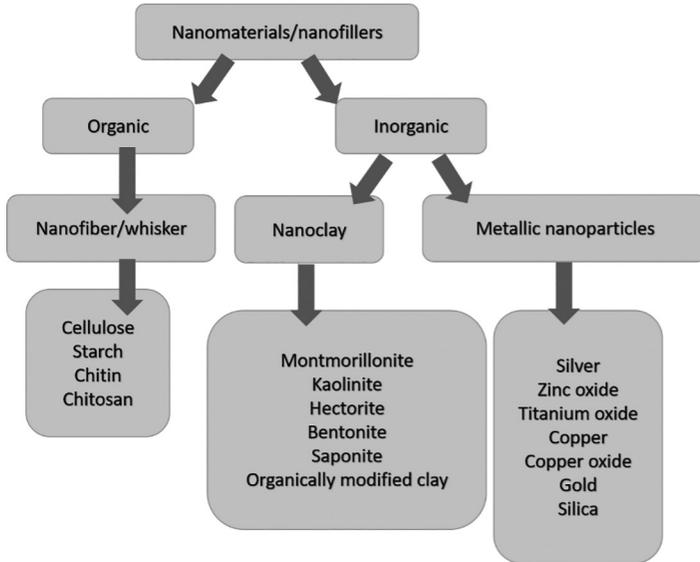 Nanomaterials/nanofillers
Organic
Inorganic
Nanofiber/whisker
Nanoclay
Metallic nanoparticles
Cellulose
Starch
Chitin
Chitosan
Montmorillonite
Kaolinite
Hectorite
Bentonite
Saponite
Organically modified clay
Silver
Zinc oxide
Titanium oxide
Copper
Copper oxide
Gold
Silica